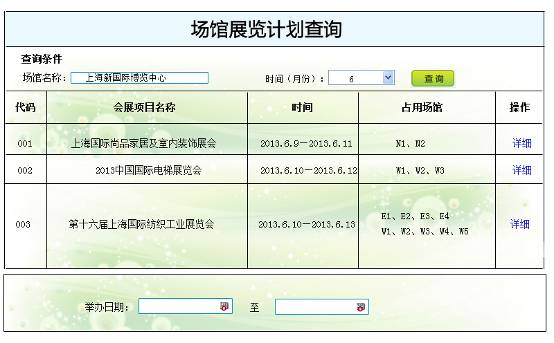 场馆展览计划查询
查询条件
场馆名称： 上海新国际博览中心 时间（月份）： 6 查询
代码 会展项目名称 时间 占用场馆 操作
001 上海国际尚品家居及室内装饰展会 2013.6.9－2013.6.11 N1、N2 详细
002 2013中国国际电梯展览会 2013.6.10－2013.6.12 W1、W2、W3 详细
003 第十六届上海国际纺织工业展览会 2013.6.10－2013.6.13 E1、E2、E3、E4 详细
W1、W2、W3、W4、W5
举办日期： 至